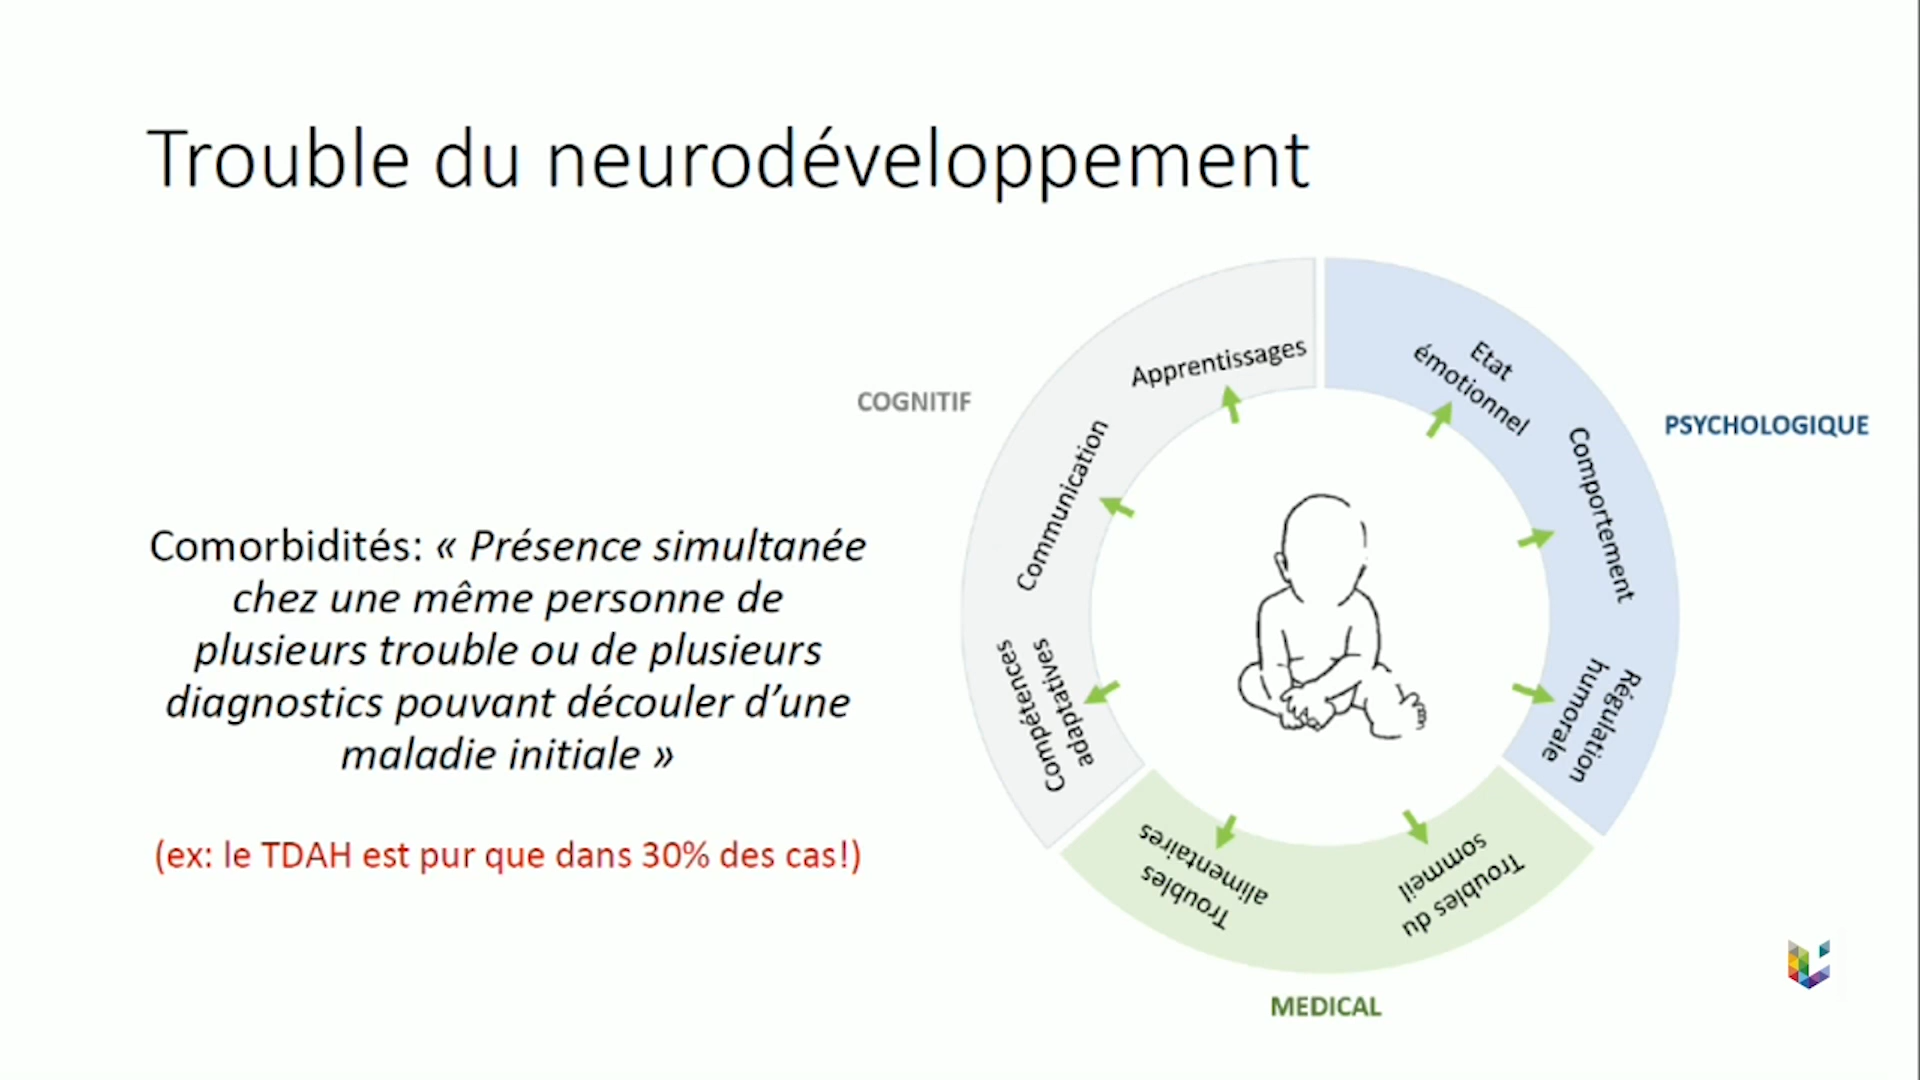 Trouble du neurodéveloppement
Comorbidités: « Présence simultanée
chez une même personne de
plusieurs trouble ou de plusieurs
diagnostics pouvant découler d’une
maladie initiale »
(ex: le TDAH est pur que dans 30% des cas!)
COGNITIF
Apprentissages
Communication
Compétences
adaptatives
PSYCHOLOGIQUE
Etat
émotionnel
Comportement
Régulation
humorale
MEDICAL
Troubles
alimentaires
Troubles du
sommeil